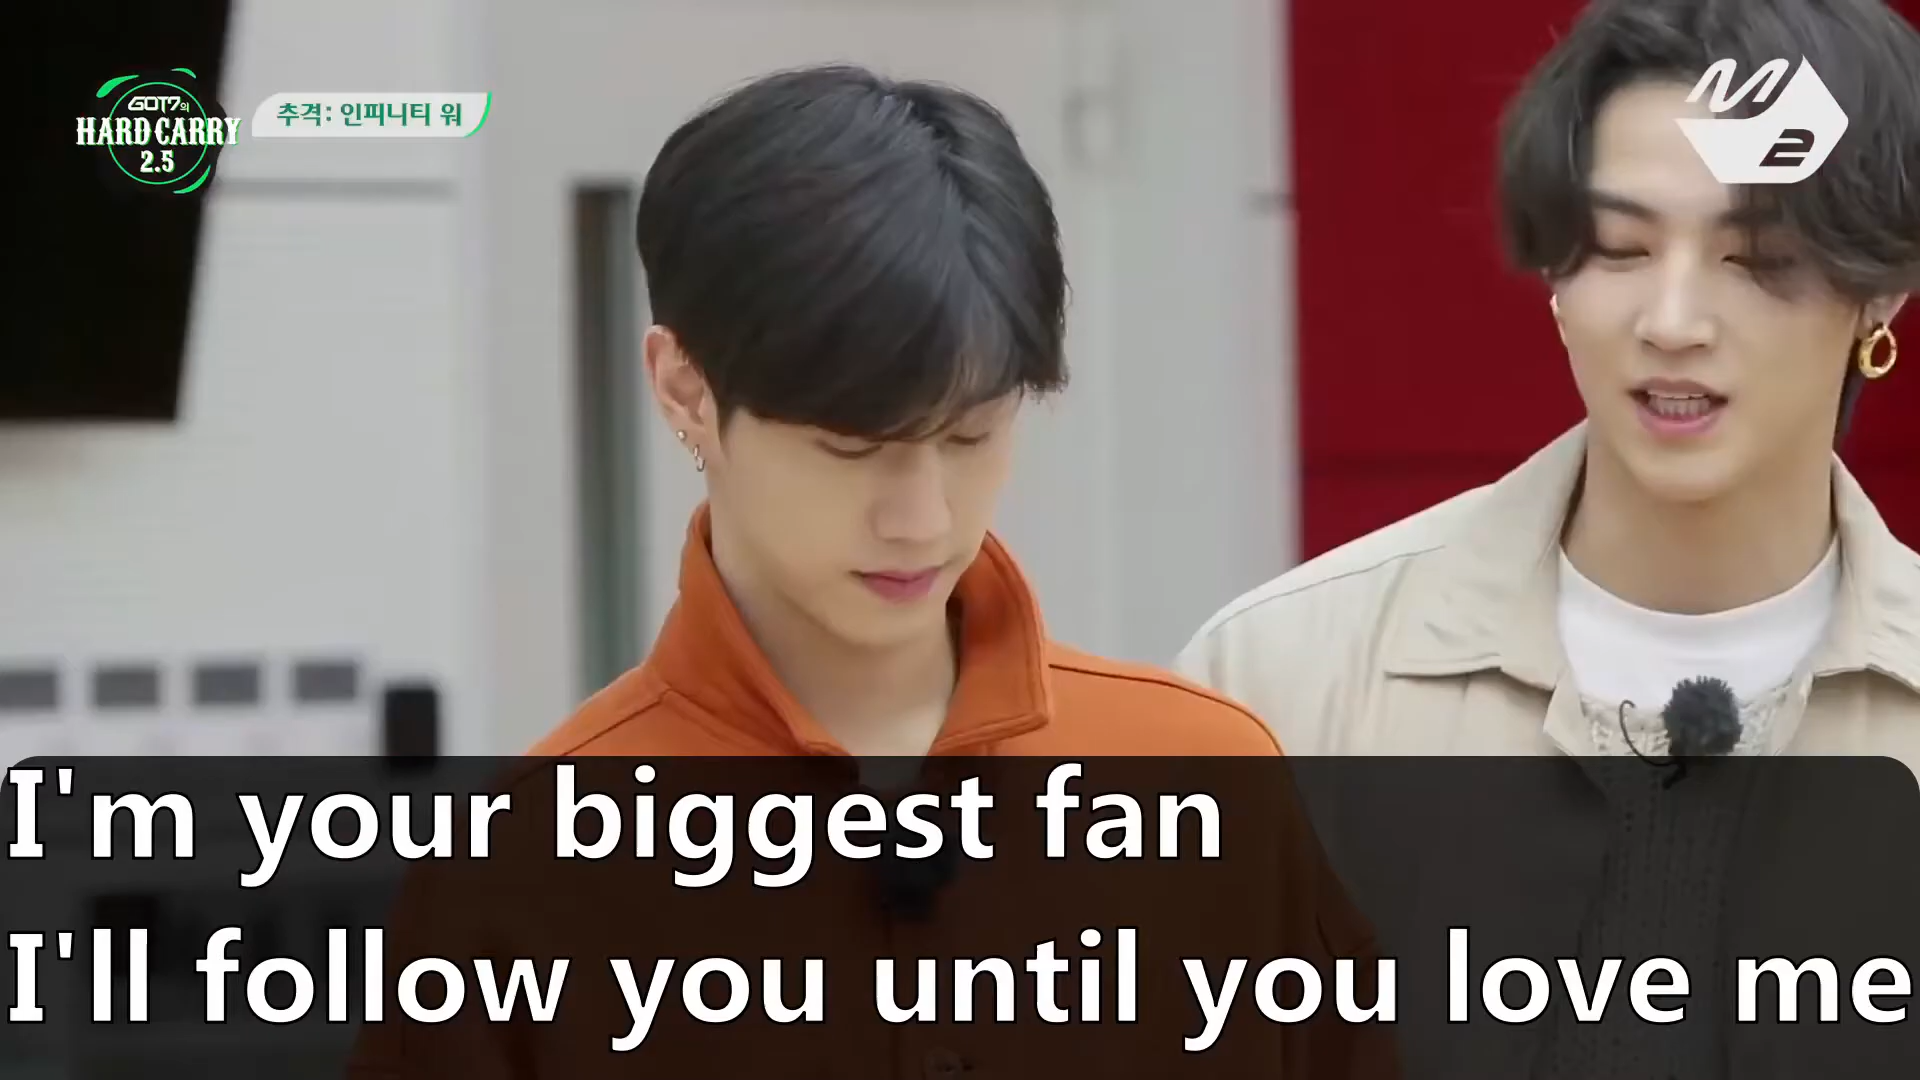 GOT7의
HARD CARRY
2.5
추격: 인피니티 워
M2
I'm your biggest fan
I'll follow you until you love me